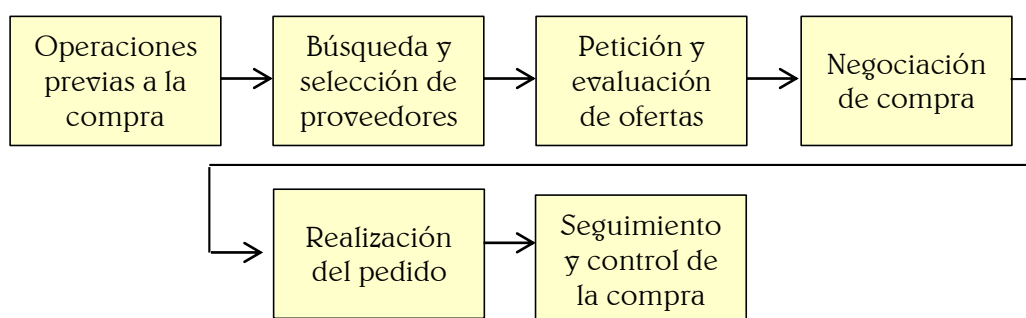 Operaciones
previas a la
compra
Búsqueda y
selección de
proveedores
Petición y
evaluación
de ofertas
Negociación
de compra
Realización
del pedido
Seguimiento
y control de
la compra